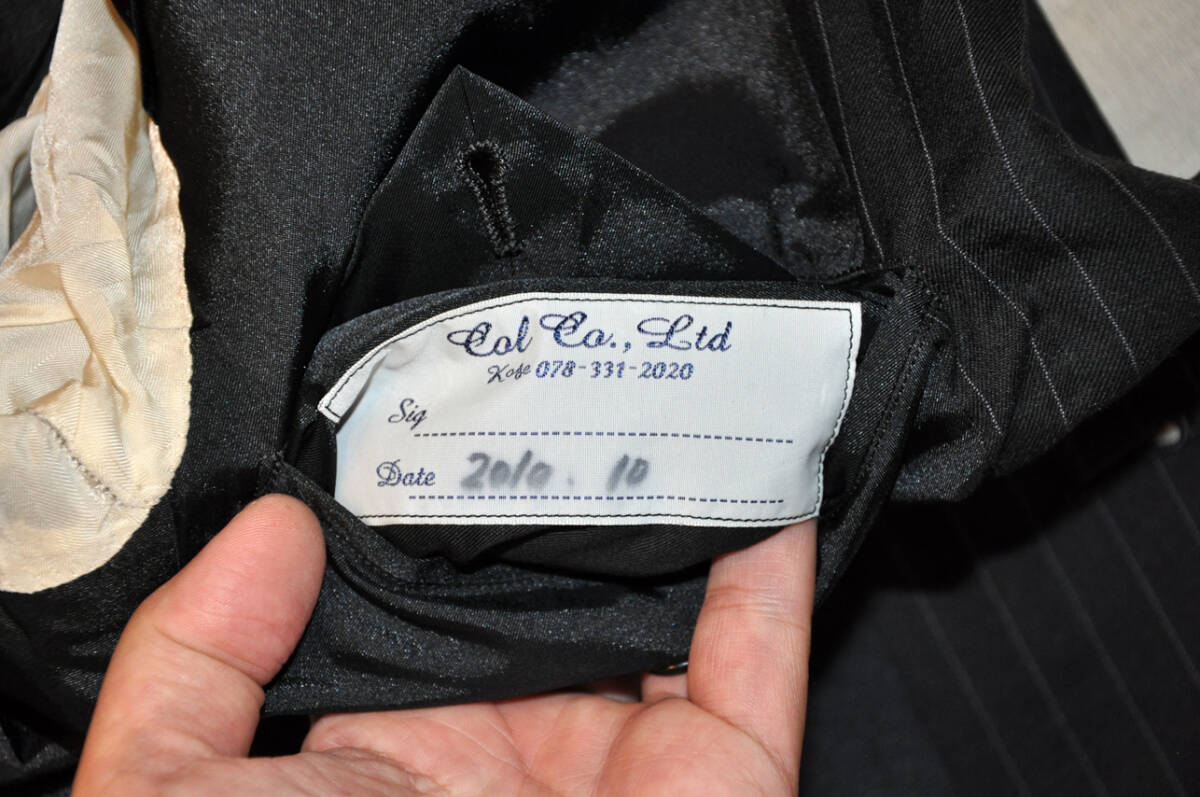 Col Co., Ltd
Kobe 078-331-2020
Sig
Date 2010. 10